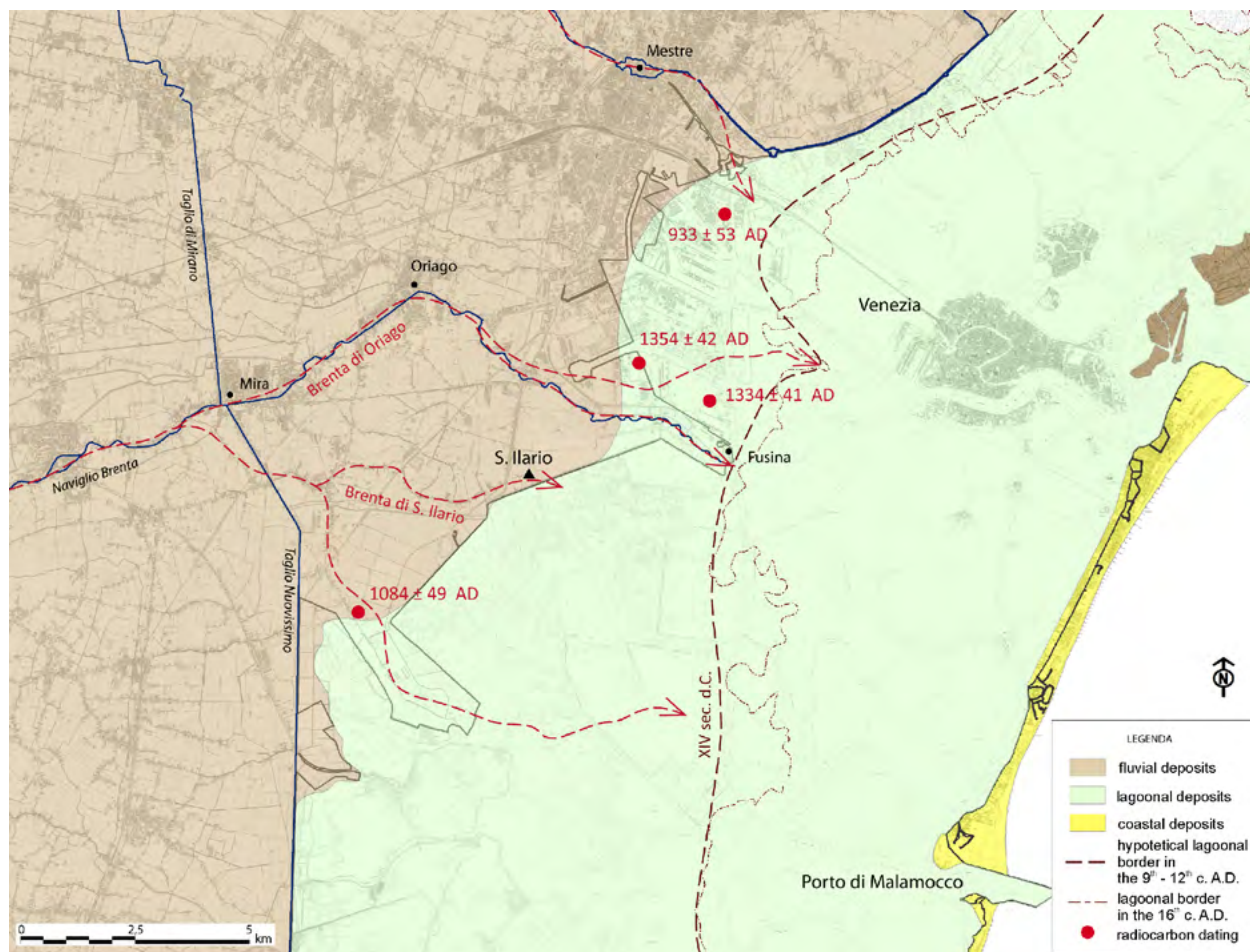 Mestre
Taglio di Mirano
933 ± 53 AD
Oriago
Venezia
Brenta di Oriago
1354 ± 42 AD
Mira
1334 ± 41 AD
Naviglio Brenta
S. Ilario
Fusina
Brenta di S. Ilario
Taglio Nuovissimo
1084 ± 49 AD
XIV sec. d.C.
N
Porto di Malamocco
0 2,5 5
km
LEGENDA
fluvial deposits
lagoonal deposits
coastal deposits
hypotetical lagoonal
border in
the 9th - 12th c. A.D.
lagoonal border
in the 16th c. A.D.
radiocarbon dating